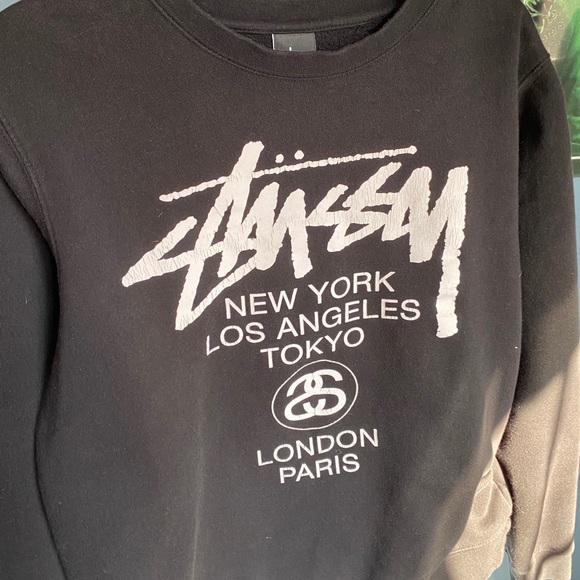 Stüssy
NEW YORK
LOS ANGELES
TOKYO
SS
LONDON
PARIS